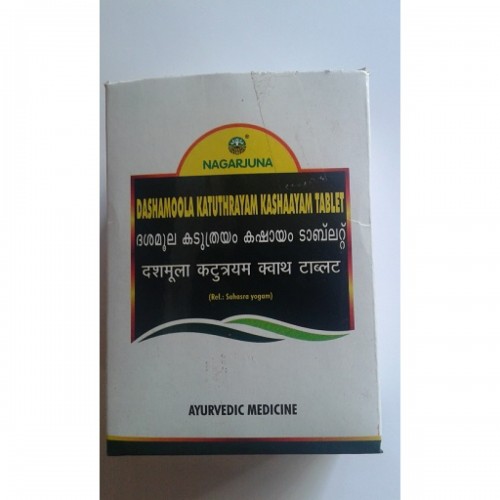 NAGARJUNA
DASHAMOOLA KATUTHRAYAM KASHAAYAM TABLET
ദശമൂല കടുത്രയം കഷായം ടാബ്ലറ്റ്
दशमूला कटुत्रयम क्वाथ टाब्लट
(Ref.: Sahasra yogam)
AYURVEDIC MEDICINE